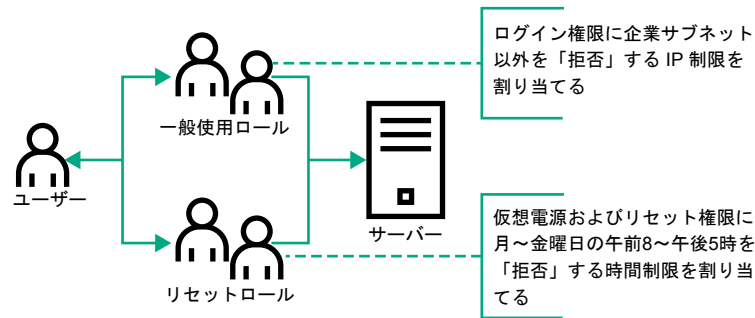 ログイン権限に企業サブネット
以外を「拒否」する IP 制限を
割り当てる
一般使用ロール
ユーザー
サーバー
仮想電源およびリセット権限に
月～金曜日の午前8～午後5時を
「拒否」する時間制限を割り当
てる
リセットロール